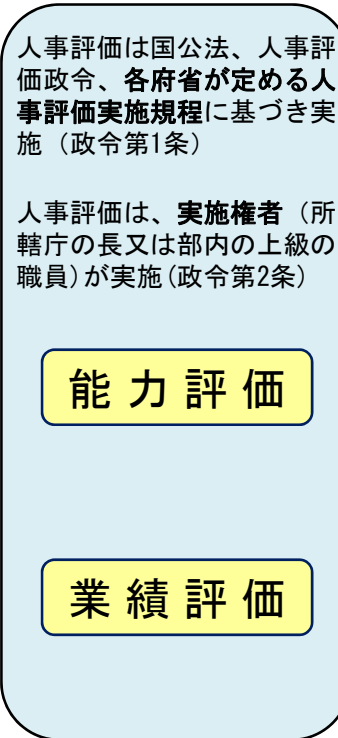 人事評価は国公法、人事評
価政令、各府省が定める人
事評価実施規程に基づき実
施（政令第1条）
人事評価は、実施権者（所
轄庁の長又は部内の上級の
職員)が実施(政令第2条）
能力評価
業績評価